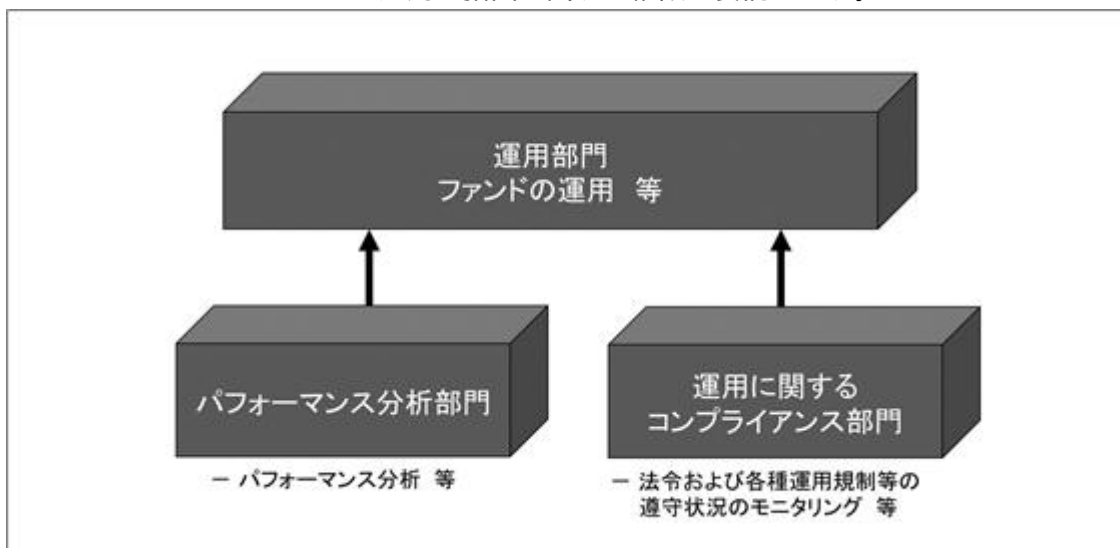 運用部門
ファンドの運用 等
パフォーマンス分析部門
－ パフォーマンス分析 等
運用に関する
コンプライアンス部門
－ 法令および各種運用規制等の
遵守状況のモニタリング 等